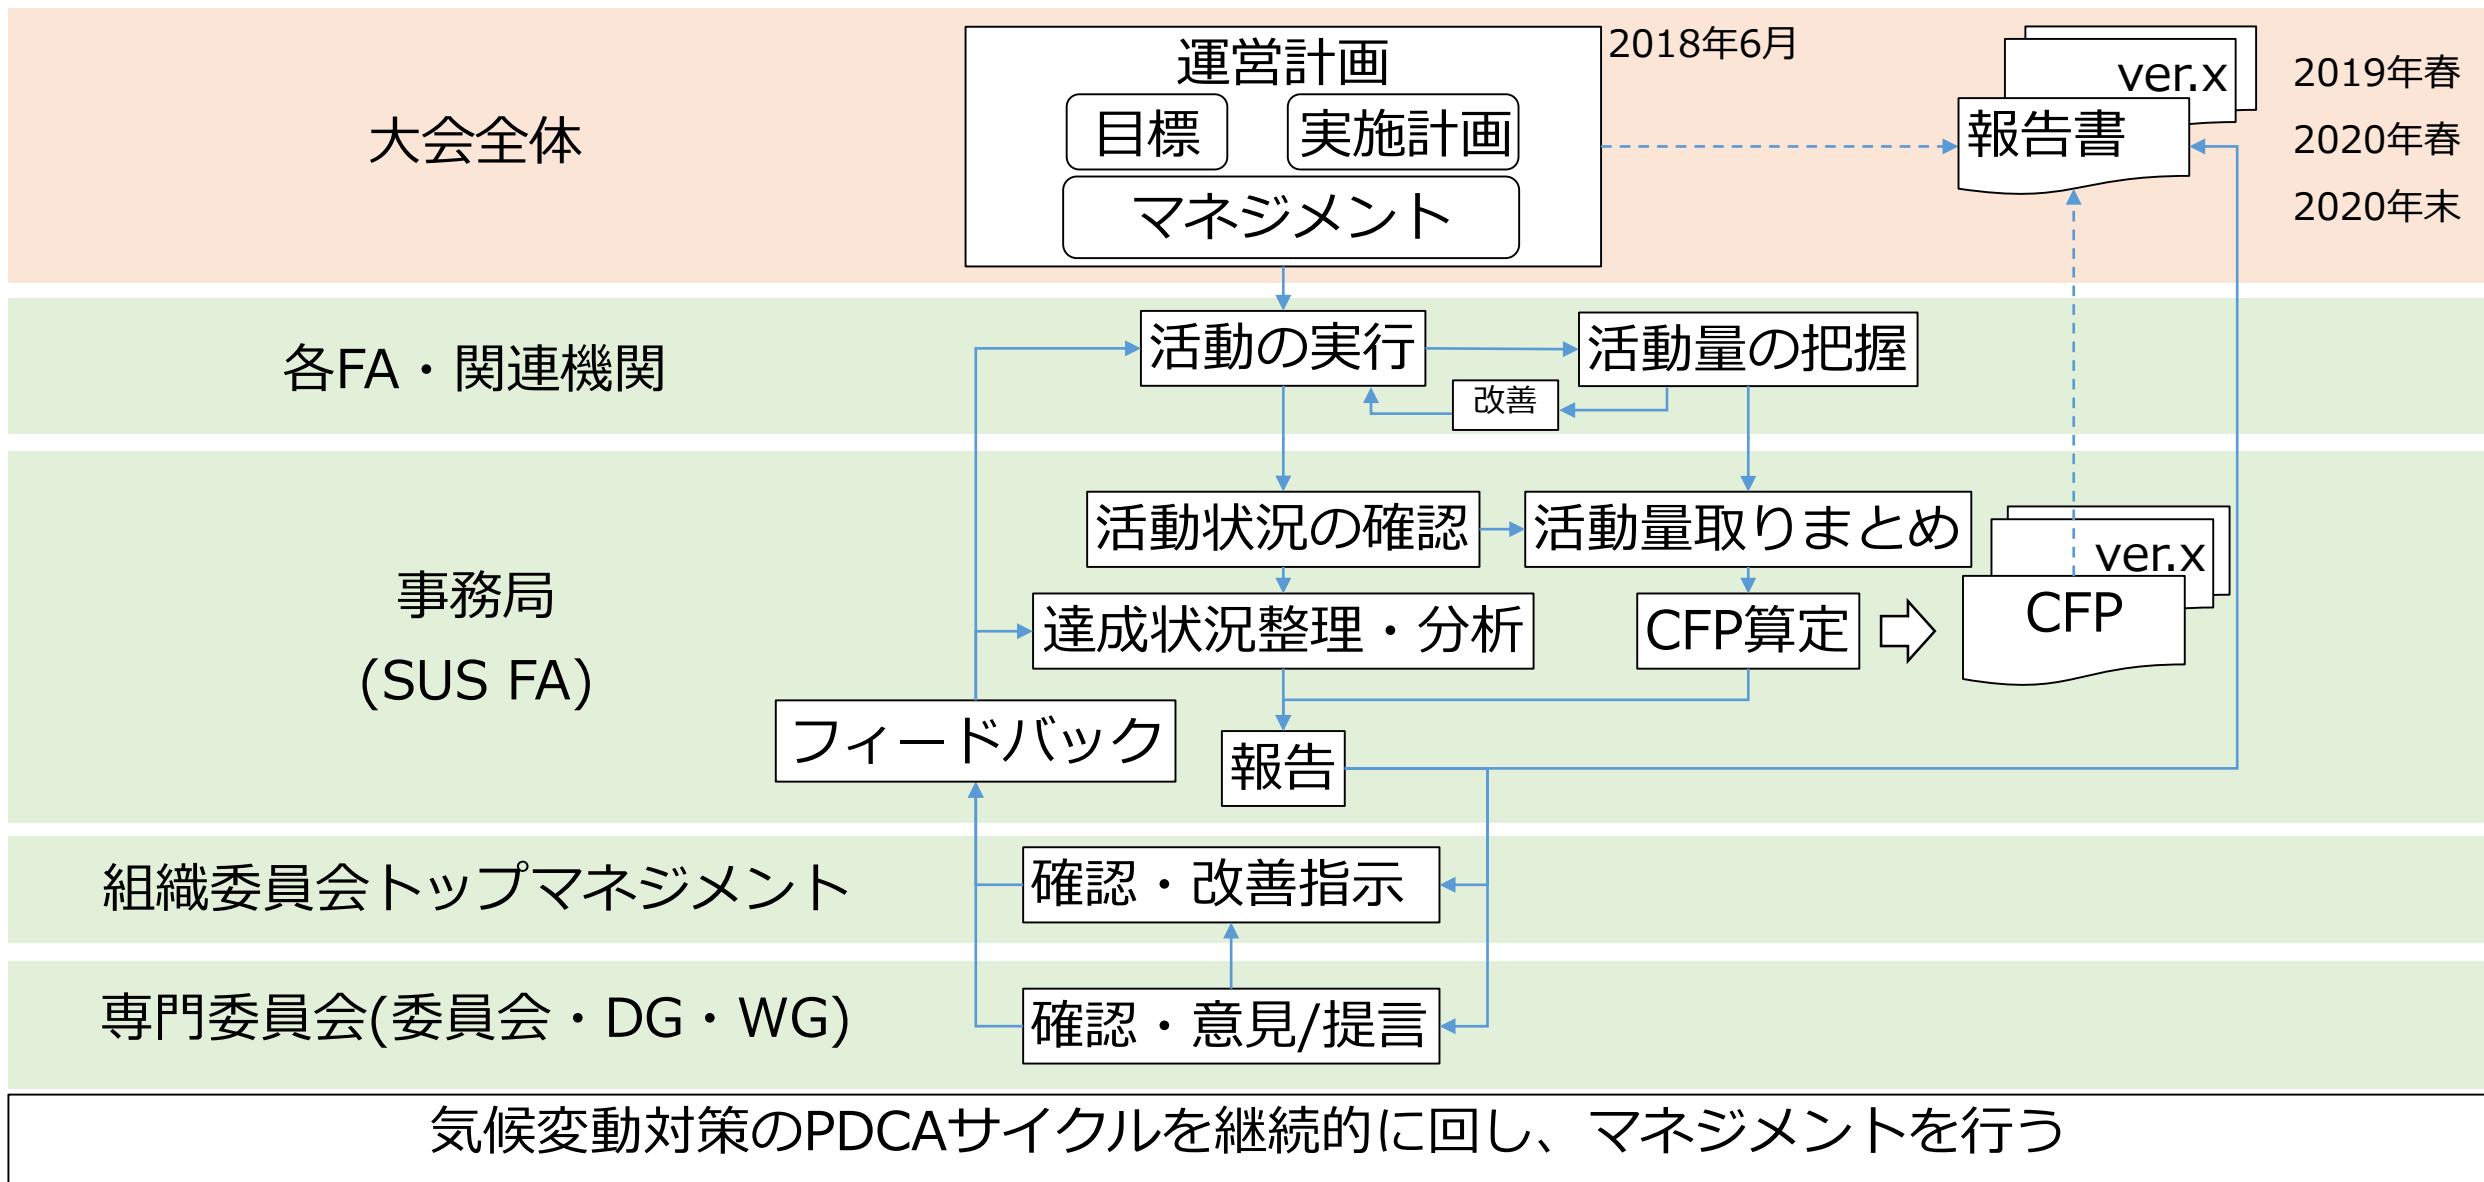 大会全体
運営計画
2018年6月
目標
実施計画
マネジメント
ver.x
報告書
2019年春
2020年春
2020年末
各FA・関連機関
活動の実行
活動量の把握
改善
事務局
(SUS FA)
活動状況の確認
活動量取りまとめ
達成状況整理・分析
CFP算定
ver.x
CFP
フィードバック
報告
組織委員会トップマネジメント
確認・改善指示
専門委員会(委員会・DG・WG)
確認・意見/提言
気候変動対策のPDCAサイクルを継続的に回し、マネジメントを行う